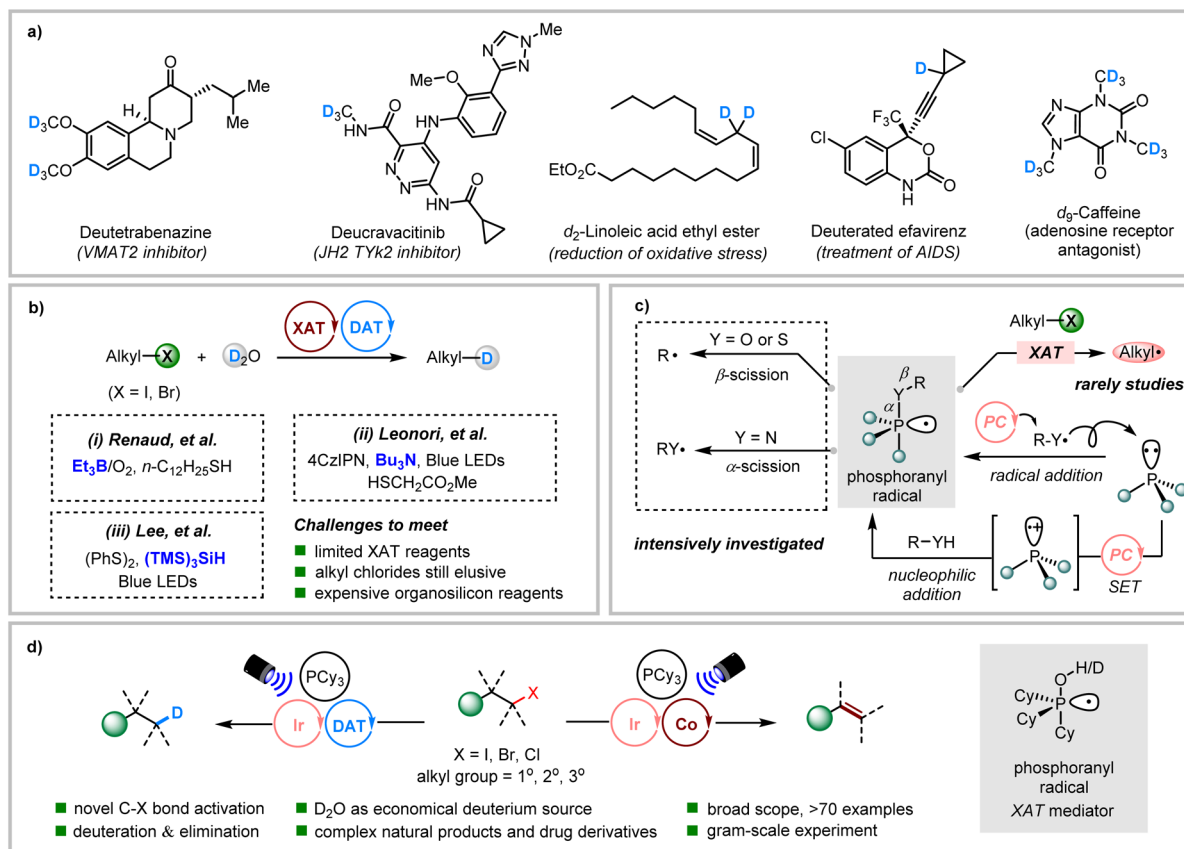 a)
D3C
O
D3C
O
H
N
O
Me
Me
Deutetrabenazine
(VMAT2 inhibitor)
Me
N
N
N
MeO
D3C
HN
O
HN
N
N
HN
O
Deucravacitinib
(JH2 TYk2 inhibitor)
D D
EtO2C
d2-Linoleic acid ethyl ester
(reduction of oxidative stress)
D
F3C
Cl
O
N
H
O
Deuterated efavirenz
(treatment of AIDS)
CD3
N
N
O
N
D3C
N
CD3
O
d9-Caffeine
(adenosine receptor
antagonist)
b)
XAT DAT
Alkyl X + D2O Alkyl D
(X = I, Br)
(i) Renaud, et al.
Et3B/O2, n-C12H25SH
(ii) Leonori, et al.
4CzIPN, Bu3N, Blue LEDs
HSCH2CO2Me
(iii) Lee, et al.
(PhS)2, (TMS)3SiH
Blue LEDs
Challenges to meet
limited XAT reagents
alkyl chlorides still elusive
expensive organosilicon reagents
c)
R•
Y = O or S
β-scission
RY•
Y = N
α-scission
intensively investigated
β
Y R
α
P •
phosphoranyl
radical
Alkyl X
XAT
Alkyl•
rarely studies
PC
R-Y•
radical addition
P
R-YH
nucleophilic
addition
•+
P
PC
SET
d)
D
PCy3
Ir DAT
X
X = I, Br, Cl
alkyl group = 1º, 2º, 3º
PCy3
Ir Co
H/D
O
Cy P •
Cy
Cy
phosphoranyl
radical
XAT mediator
novel C-X bond activation
D2O as economical deuterium source
broad scope, >70 examples
deuteration & elimination
complex natural products and drug derivatives
gram-scale experiment